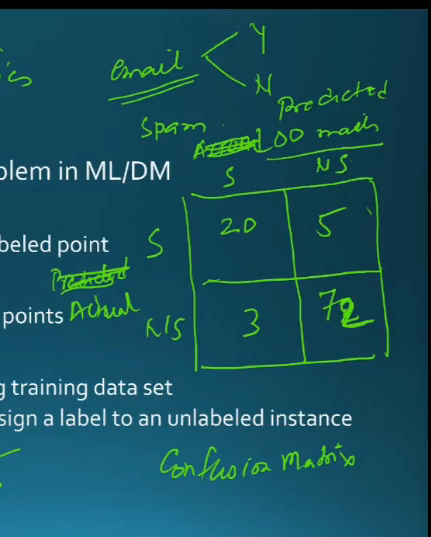 ics
email Y
N
Predicted
Spam 100 mails
S NS
blem in ML/DM
beled point
S 20 5
Predicted
points Actual
N/S 3 72
g training data set
sign a label to an unlabeled instance
Confusion Matrix